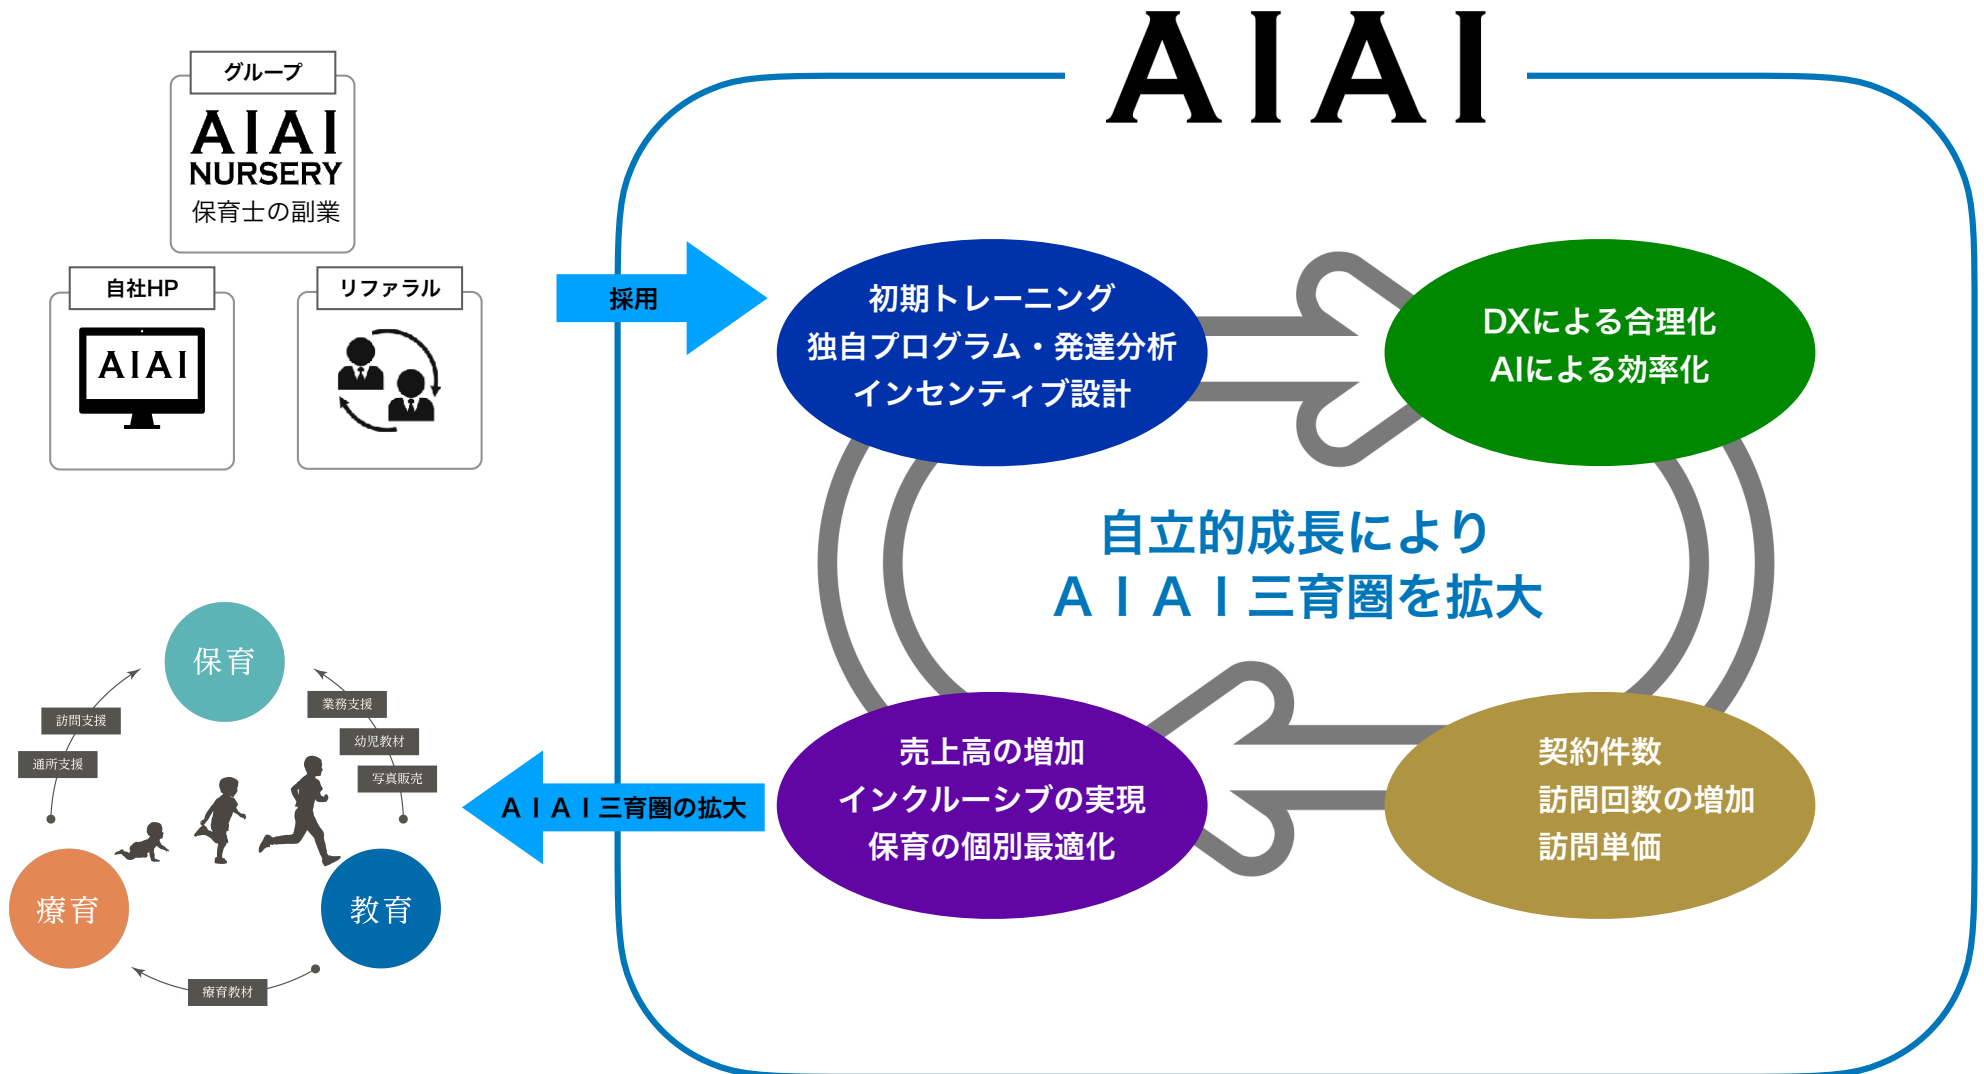 グループ
AIAI
NURSERY
保育士の副業
自社HP
AIAI
リファラル
採用
AIAI
初期トレーニング
独自プログラム・発達分析
インセンティブ設計
DXによる合理化
AIによる効率化
自立的成長により
ＡＩＡＩ三育圏を拡大
売上高の増加
インクルーシブの実現
保育の個別最適化
契約件数
訪問回数の増加
訪問単価
ＡＩＡＩ三育圏の拡大
保育
訪問支援
通所支援
業務支援
幼児教材
写真販売
療育
教育
療育教材